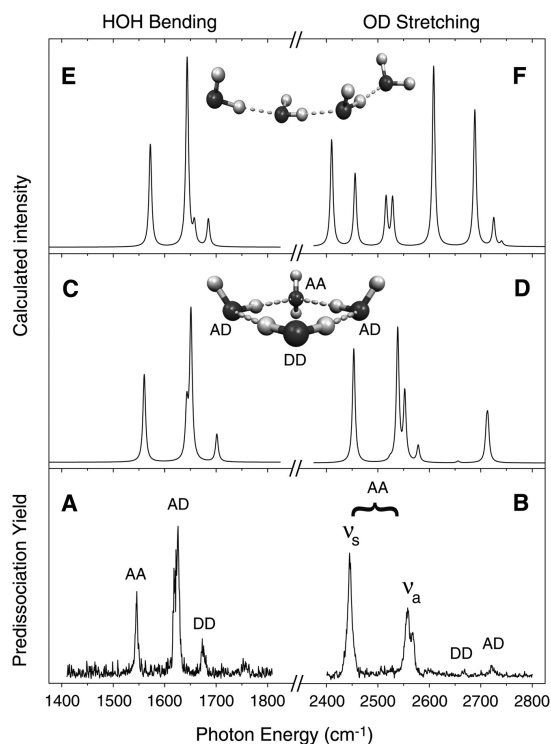 HOH Bending
OD Stretching
E
F
Calculated intensity
C
AA
D
AD
AD
DD
Predissociation Yield
A
AD
AA
B
AA
νs
νa
DD
DD
AD
1400 1500 1600 1700 1800
2400 2500 2600 2700 2800
Photon Energy (cm-1)